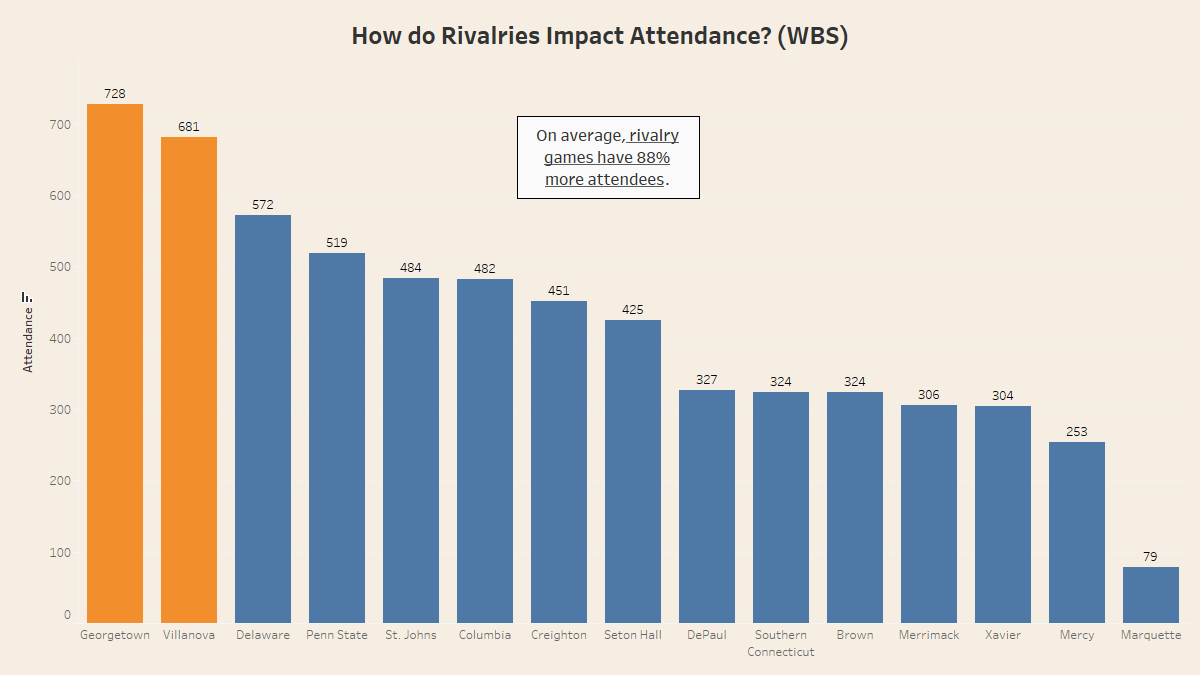 How do Rivalries Impact Attendance? (WBS)
728
681
572
519
484
482
451
425
327
324
324
306
304
253
79
On average, rivalry
games have 88%
more attendees.
Attendance
700
600
500
400
300
200
100
0
Georgetown
Villanova
Delaware
Penn State
St. Johns
Columbia
Creighton
Seton Hall
DePaul
Southern
Connecticut
Brown
Merrimack
Xavier
Mercy
Marquette